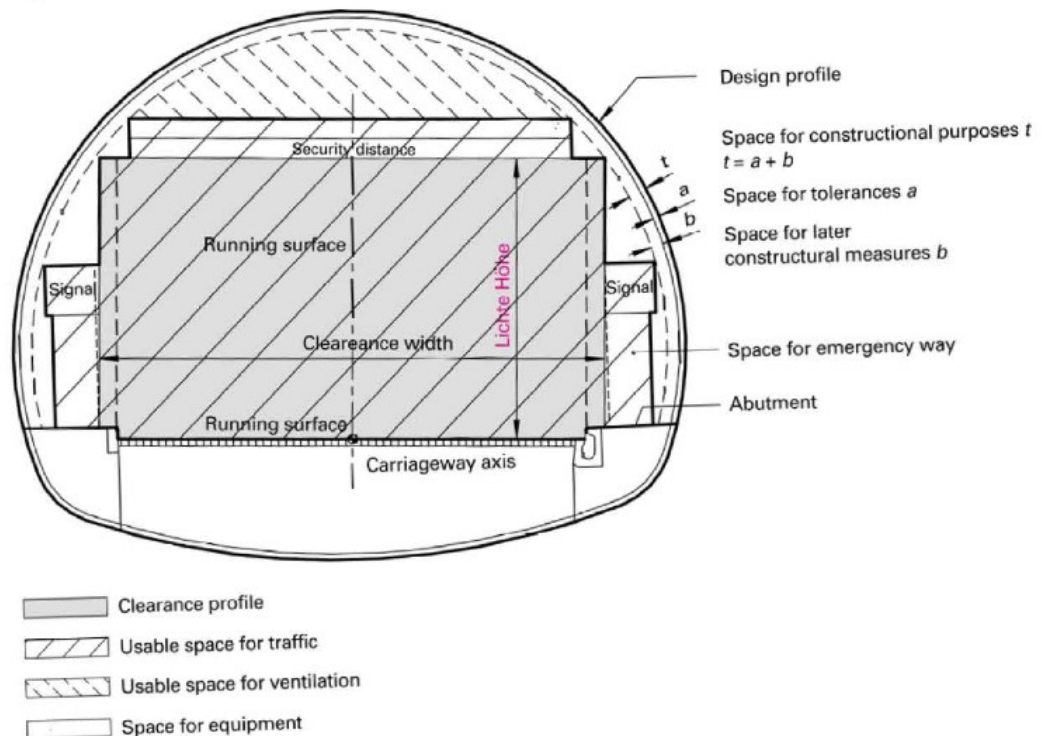 Design profile
Space for constructional purposes t
t = a + b
Space for tolerances a
Space for later
constructural measures b
Space for emergency way
Abutment
Security distance
Running surface
Lichte Höhe
Signal
Signal
Cleareance width
Running surface
Carriageway axis
t
a
b
Clearance profile
Usable space for traffic
Usable space for ventilation
Space for equipment